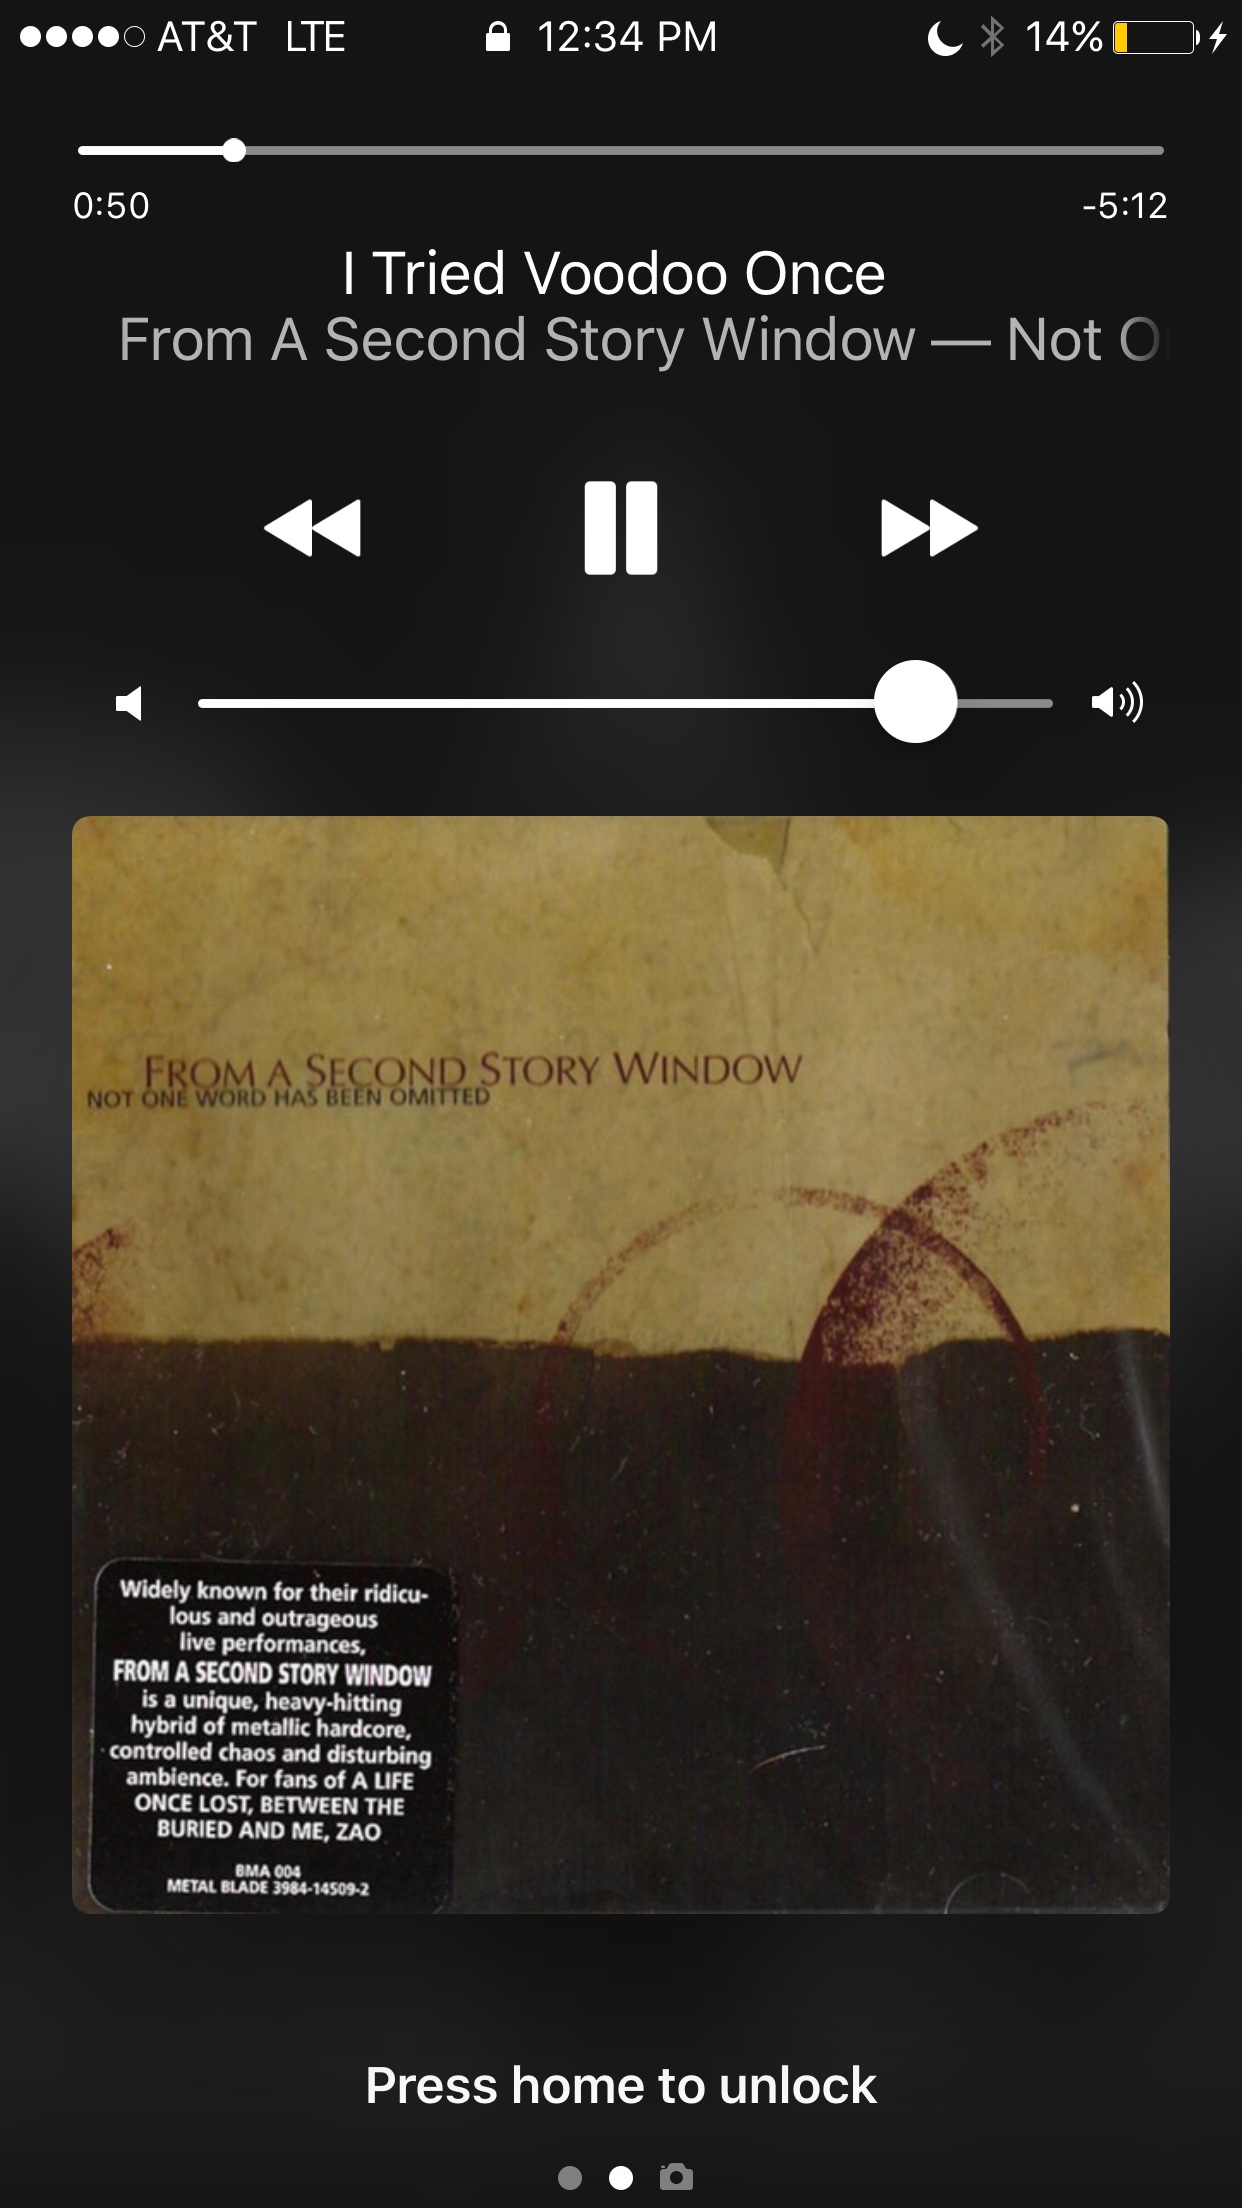 AT&T LTE 12:34 PM 14%
0:50 -5:12
I Tried Voodoo Once
From A Second Story Window — Not
FROM A SECOND STORY WINDOW
NOT ONE WORD HAS BEEN OMITTED
Widely known for their ridicu-
lous and outrageous
live performances,
FROM A SECOND STORY WINDOW
is a unique, heavy-hitting
hybrid of metallic hardcore,
controlled chaos and disturbing
ambience. For fans of A LIFE
ONCE LOST, BETWEEN THE
BURIED AND ME, ZAO
BMA 004
METAL BLADE 3984-14509-2
Press home to unlock